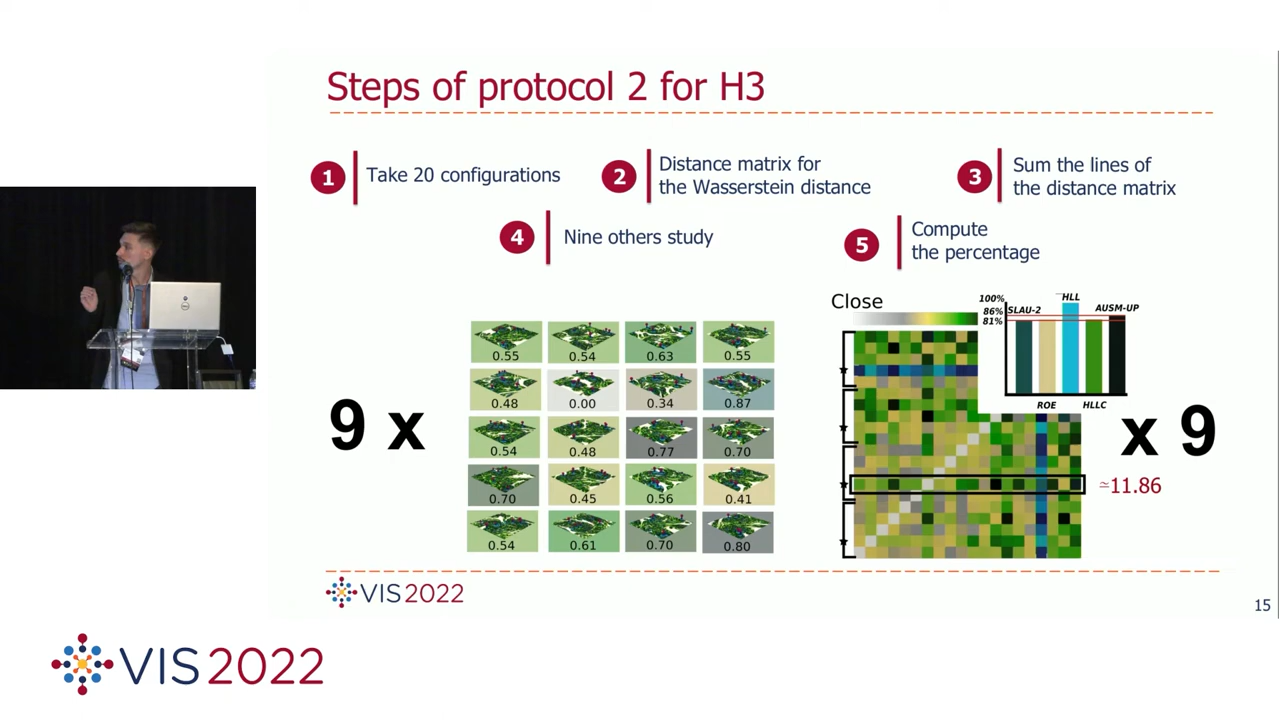 Steps of protocol 2 for H3
1
Take 20 configurations
2
Distance matrix for
the Wasserstein distance
3
Sum the lines of
the distance matrix
4
Nine others study
5
Compute
the percentage
9 x
0.55
0.54
0.63
0.55
0.48
0.00
0.34
0.87
0.54
0.48
0.77
0.70
0.70
0.45
0.56
0.41
0.54
0.61
0.70
0.80
Close
100%
86%
81%
SLAU-2
HLL
AUSM-UP
ROE
HLLC
x 9
≃11.86
VIS2022
15
VIS2022